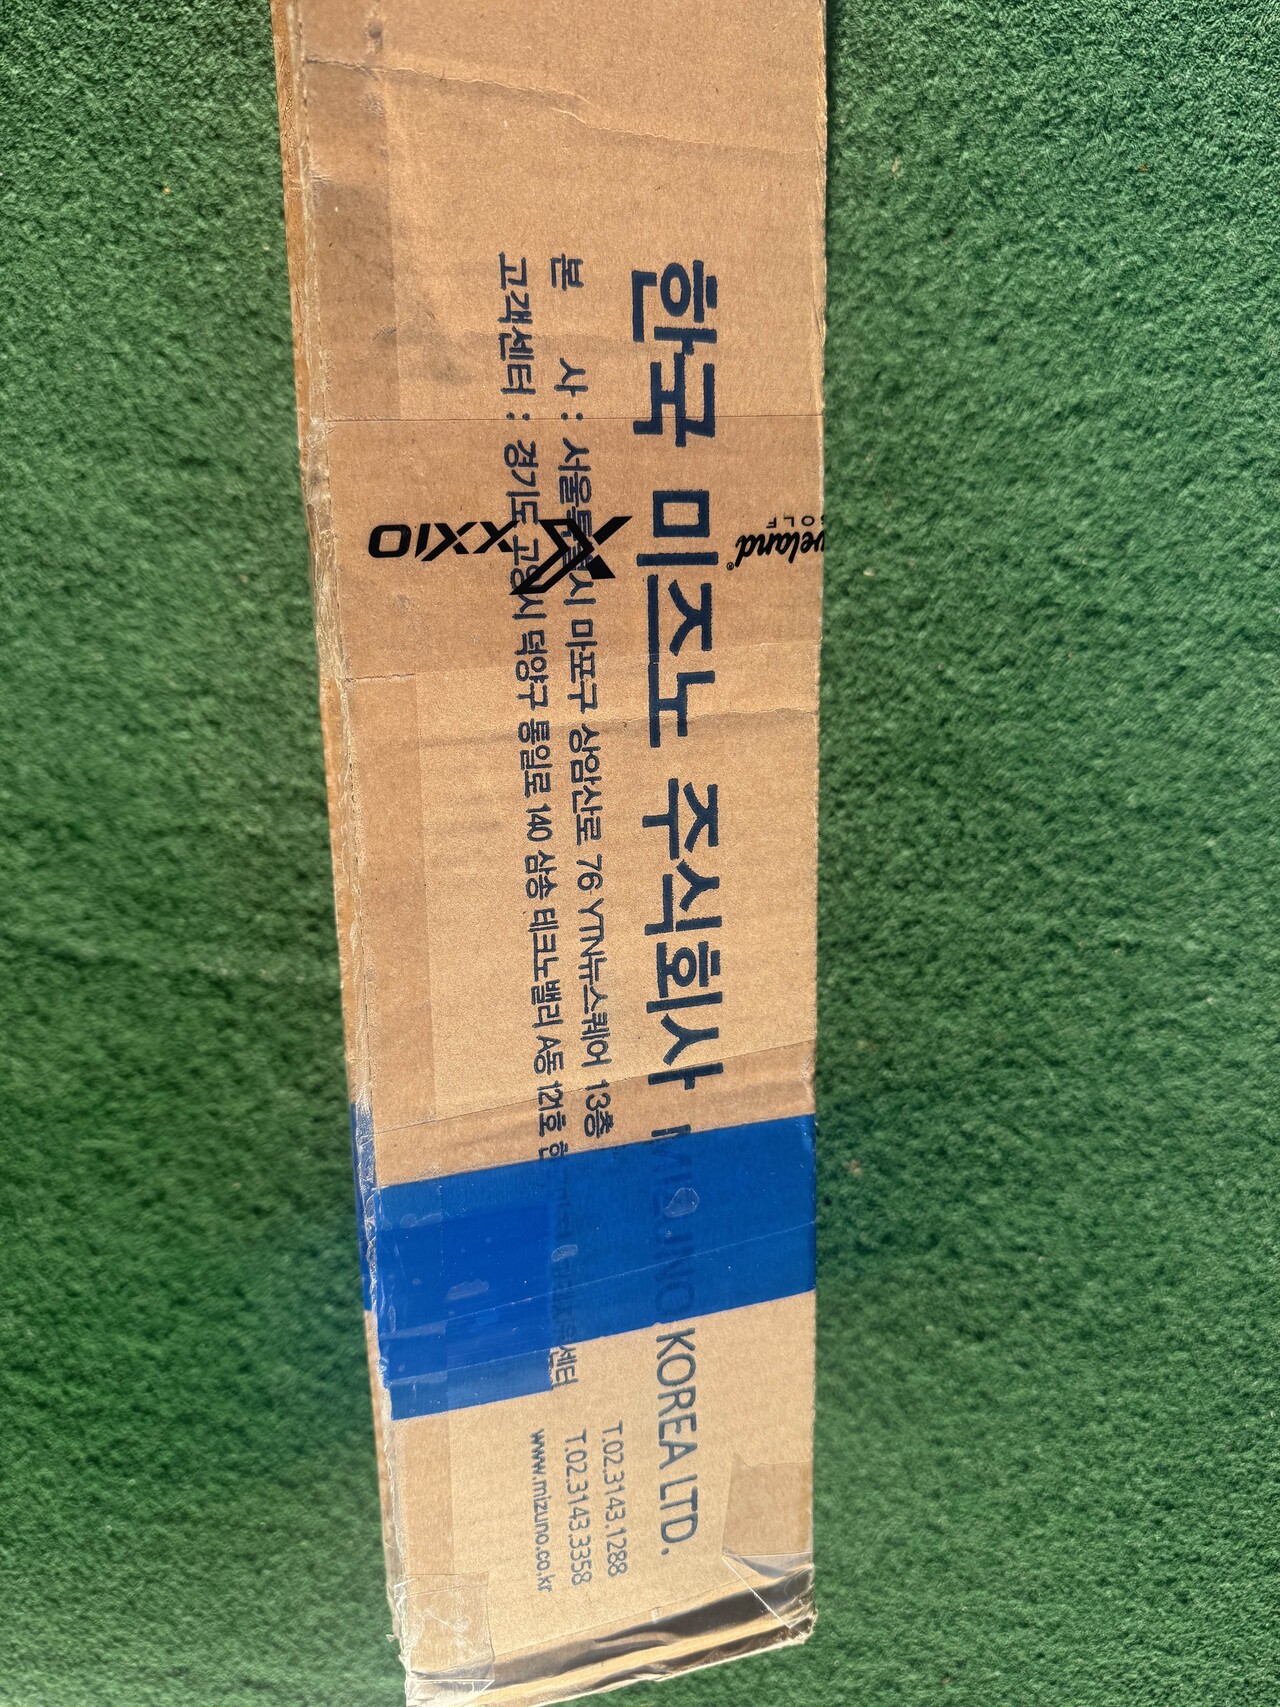 한국 미즈노 주식회사 MIZUNO KOREA LTD.
본 사 : 서울특별시 마포구 상암산로 76 YTN뉴스퀘어 13층
T.02.3143.1288
고객센터 : 경기도 고양시 덕양구 통일로 140 삼송 테크노밸리 A동 121호
센터
T.02.3143.3358
www.mizuno.co.kr
GOLF
XXIO